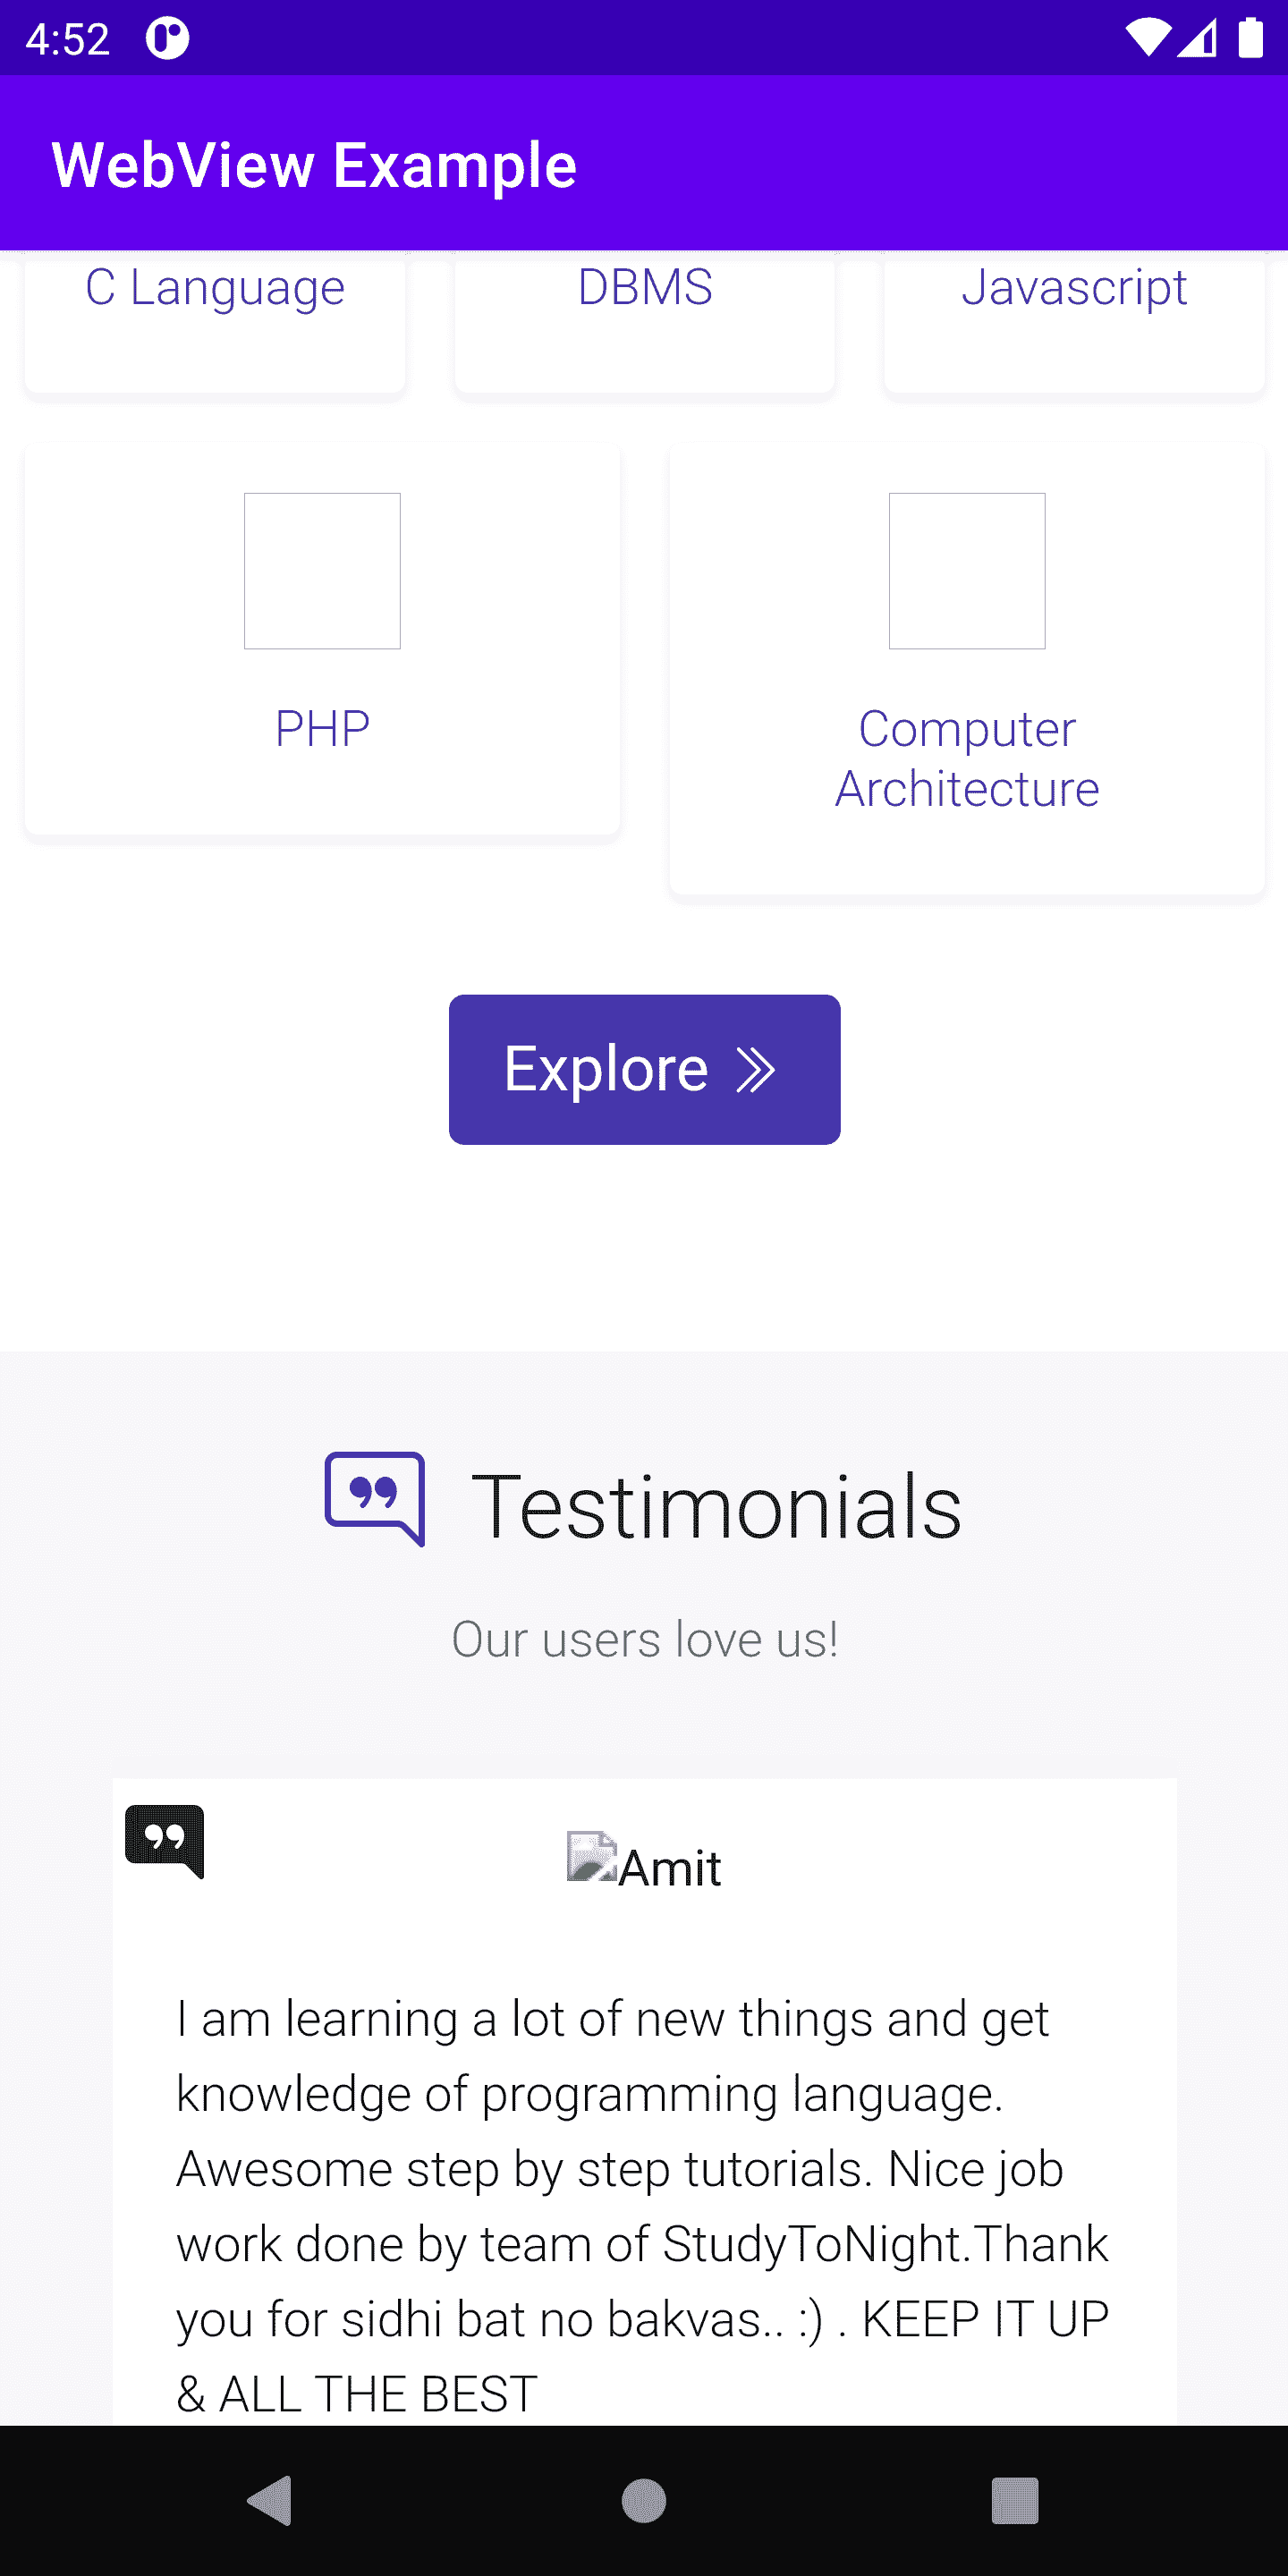 4:52
WebView Example
C Language
DBMS
Javascript
PHP
Computer
Architecture
Explore
Testimonials
Our users love us!
Amit
I am learning a lot of new things and get
knowledge of programming language.
Awesome step by step tutorials. Nice job
work done by team of StudyToNight.Thank
you for sidhi bat no bakvas.. :) . KEEP IT UP
& ALL THE BEST